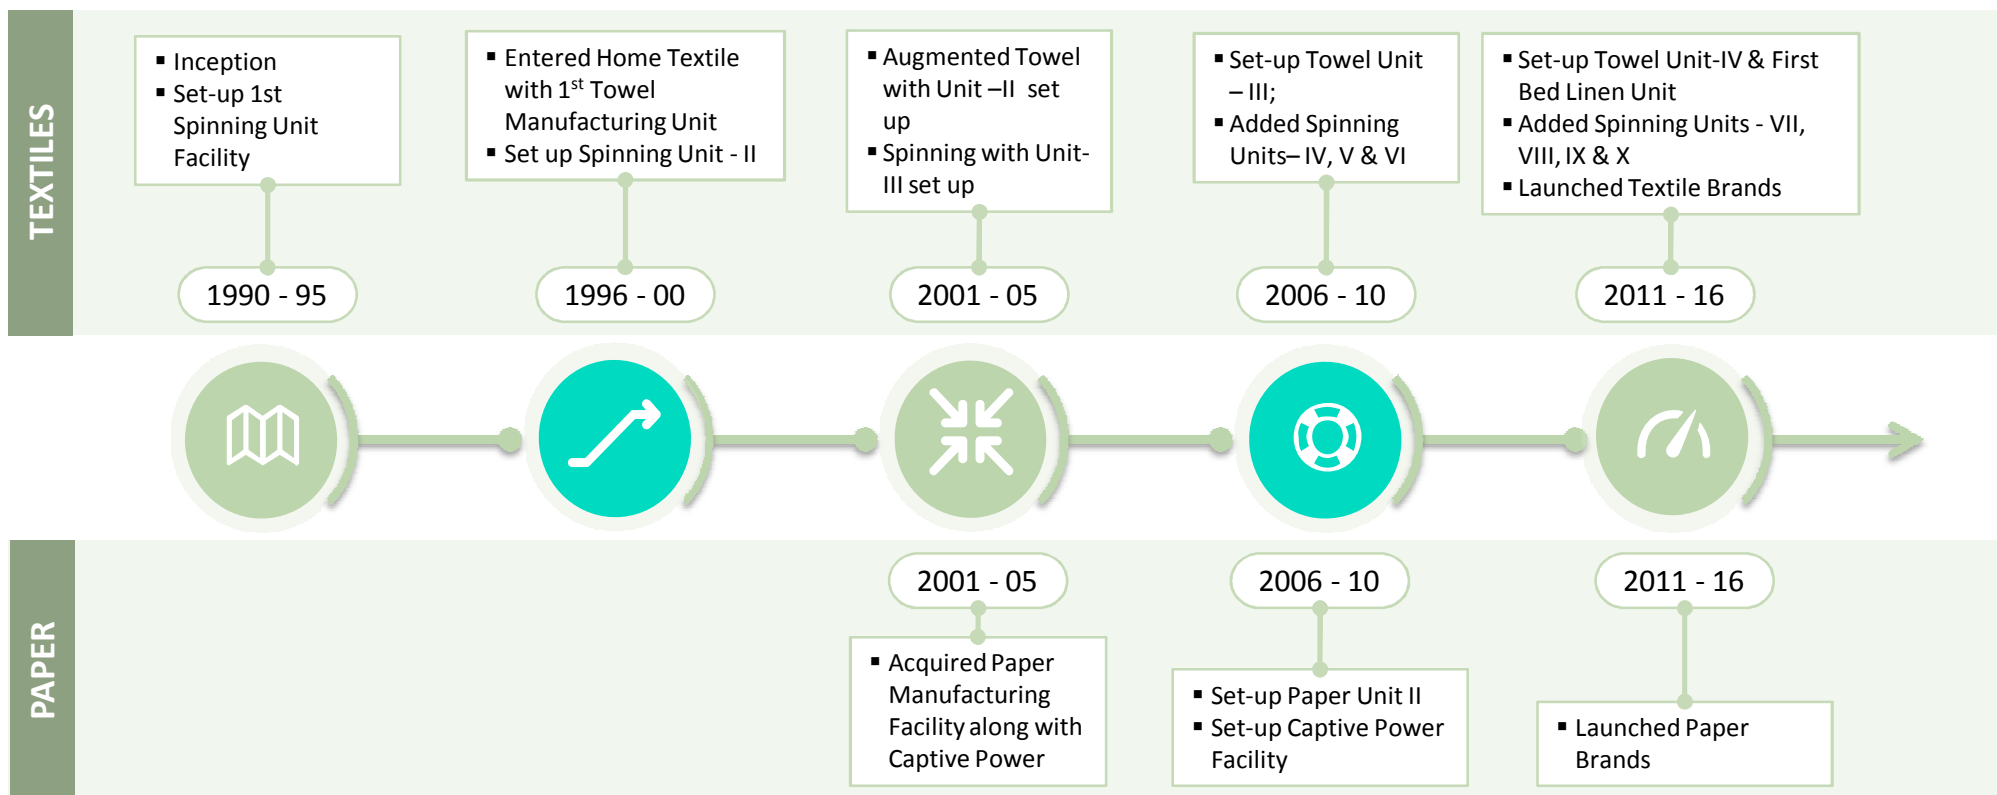 TEXTILES
▪ Inception
▪ Set-up 1st
Spinning Unit
Facility
1990 - 95
▪ Entered Home Textile
with 1st Towel
Manufacturing Unit
▪ Set up Spinning Unit - II
1996 - 00
▪ Augmented Towel
with Unit –II set
up
▪ Spinning with Unit-
III set up
2001 - 05
▪ Set-up Towel Unit
– III;
▪ Added Spinning
Units– IV, V & VI
2006 - 10
▪ Set-up Towel Unit-IV & First
Bed Linen Unit
▪ Added Spinning Units - VII,
VIII, IX & X
▪ Launched Textile Brands
2011 - 16
PAPER
2001 - 05
▪ Acquired Paper
Manufacturing
Facility along with
Captive Power
2006 - 10
▪ Set-up Paper Unit II
▪ Set-up Captive Power
Facility
2011 - 16
▪ Launched Paper
Brands